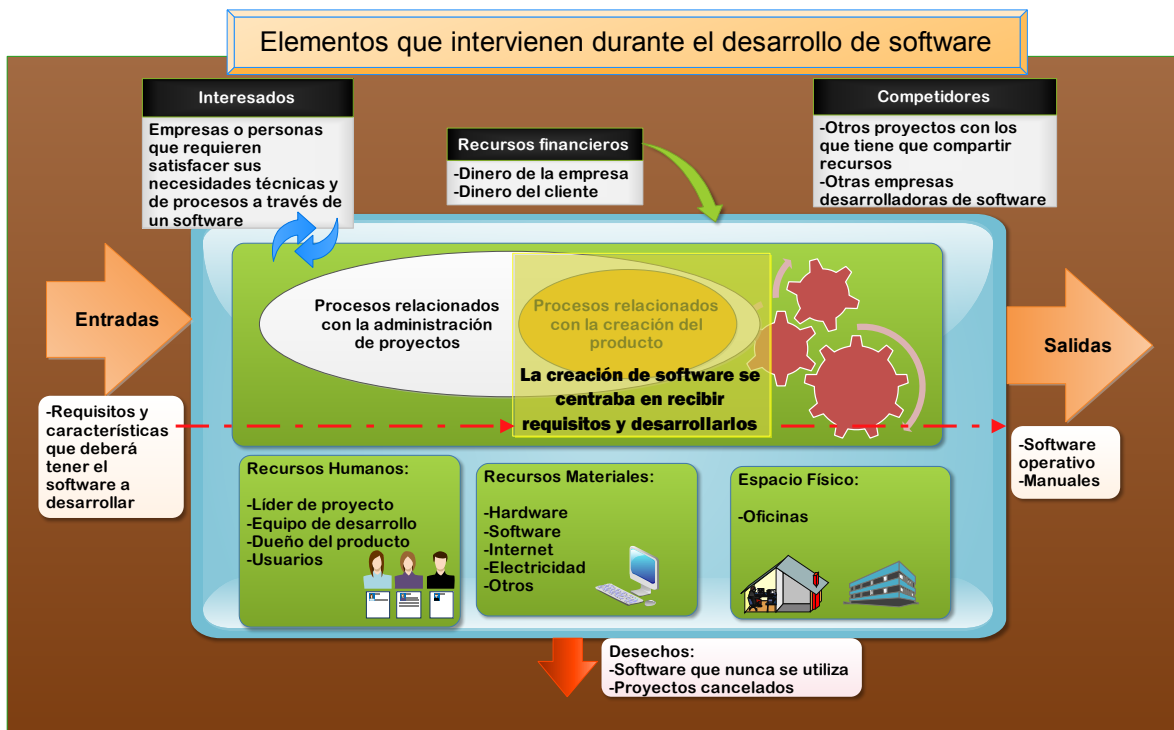 Elementos que intervienen durante el desarrollo de software
Interesados
Empresas o personas
que requieren
satisfacer sus
necesidades técnicas y
de procesos a través de
un software
Recursos financieros
-Dinero de la empresa
-Dinero del cliente
Competidores
-Otros proyectos con los
que tiene que compartir
recursos
-Otras empresas
desarrolladoras de software
Entradas
-Requisitos y
características
que deberá
tener el
software a
desarrollar
Procesos relacionados
con la administración
de proyectos
Procesos relacionados
con la creación del
producto
La creación de software se
centraba en recibir
requisitos y desarrollarlos
Salidas
-Software
operativo
-Manuales
Recursos Humanos:
-Líder de proyecto
-Equipo de desarrollo
-Dueño del producto
-Usuarios
Recursos Materiales:
-Hardware
-Software
-Internet
-Electricidad
-Otros
Espacio Físico:
-Oficinas
Desechos:
-Software que nunca se utiliza
-Proyectos cancelados